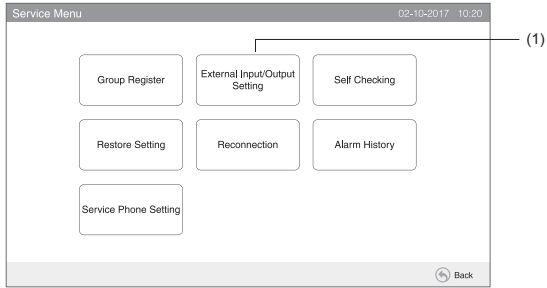 Service Menu 02-10-2017 10:20
(1)
Group Register
External Input/Output
Setting
Self Checking
Restore Setting
Reconnection
Alarm History
Service Phone Setting
Back